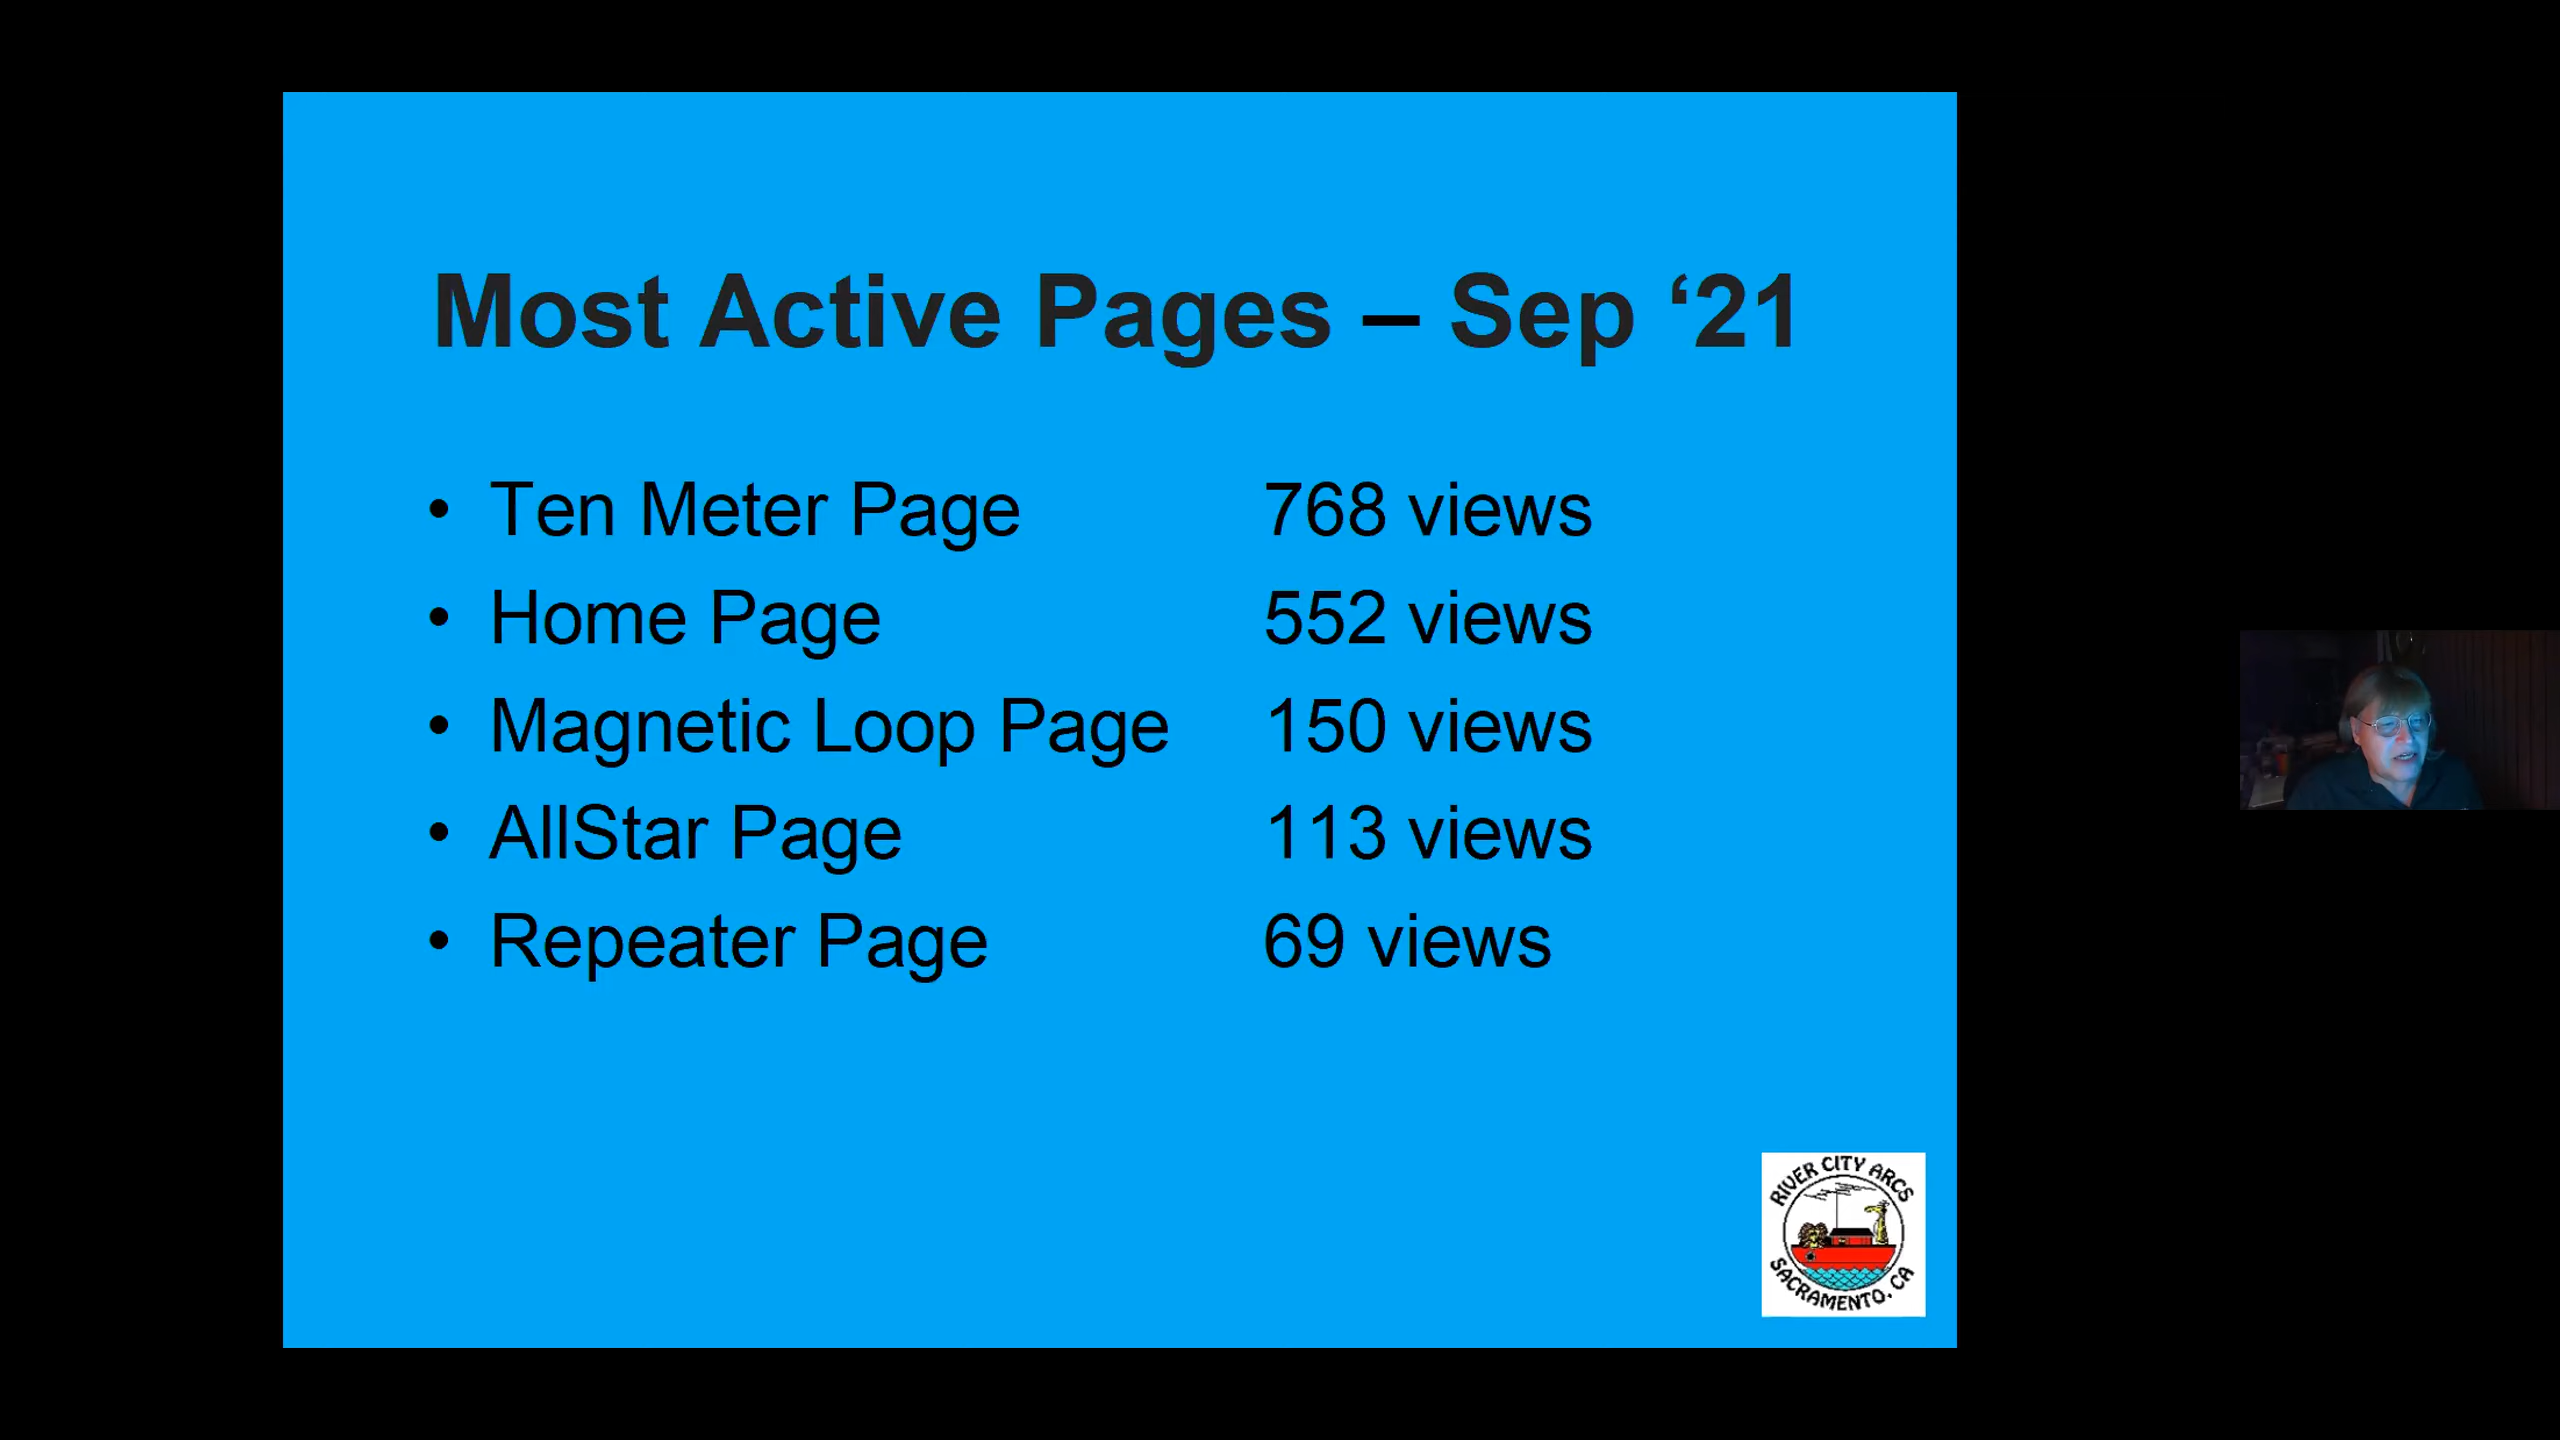 Most Active Pages – Sep ‘21
• Ten Meter Page 768 views
• Home Page 552 views
• Magnetic Loop Page 150 views
• AllStar Page 113 views
• Repeater Page 69 views
RIVER CITY ARCS
SACRAMENTO, CA